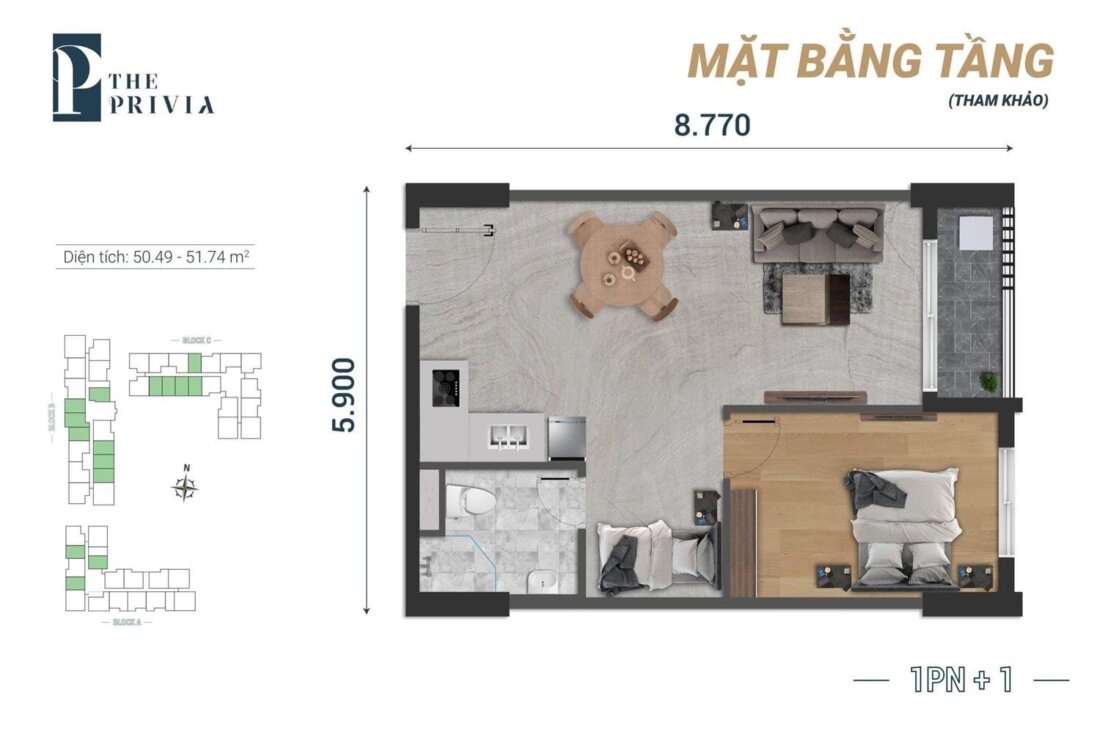 THE
PRIVIA
MẶT BẰNG TẦNG
(THAM KHẢO)
8.770
5.900
Diện tích: 50.49 - 51.74 m²
BLOCK C
BLOCK B
N
BLOCK A
1PN + 1